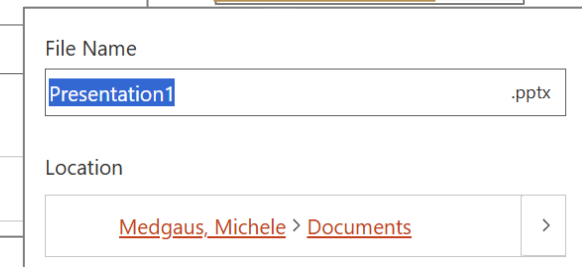 File Name
Presentation1 .pptx
Location
Medgaus, Michele > Documents >